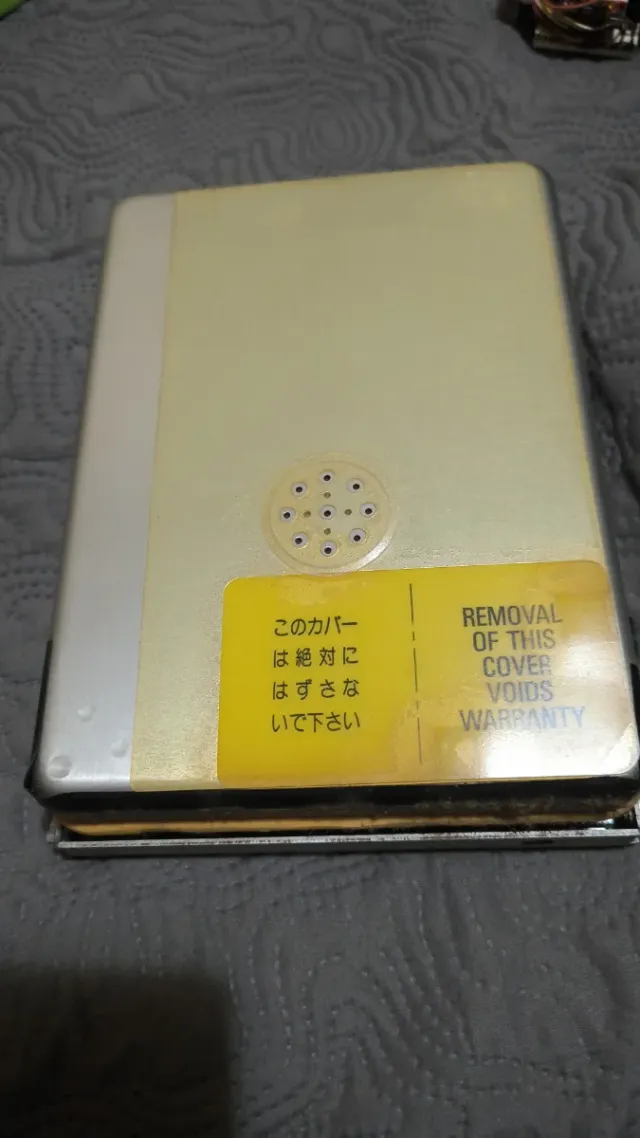 このカバー
は絶対に
はずさな
いで下さい
REMOVAL
OF THIS
COVER
VOIDS
WARRANTY